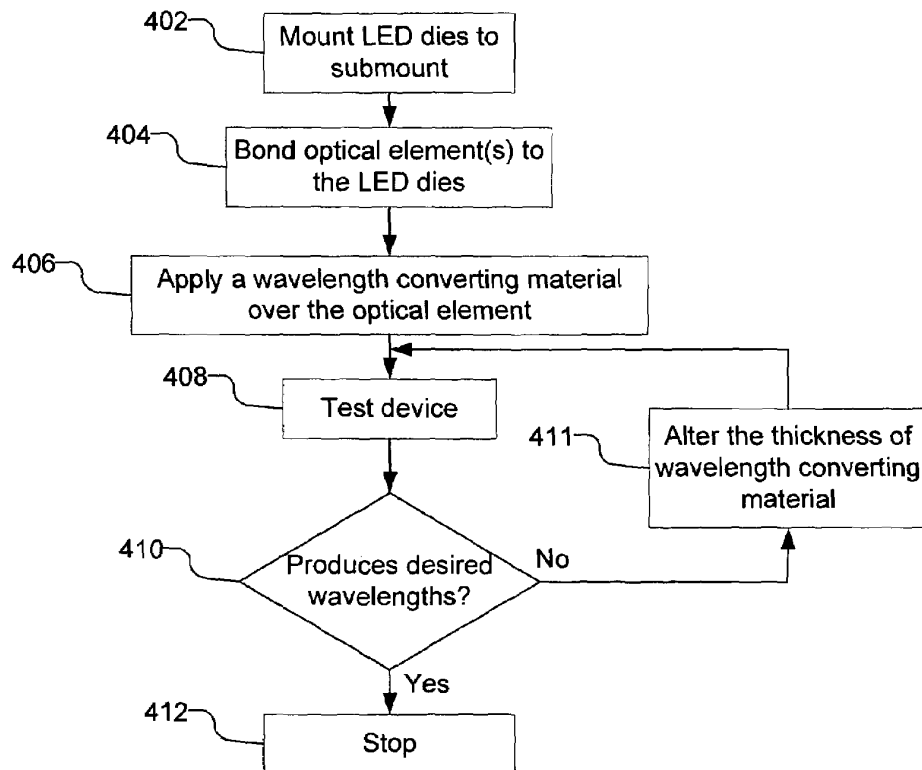 402
Mount LED dies to
submount
404
Bond optical element(s) to
the LED dies
406
Apply a wavelength converting material
over the optical element
408
Test device
411
Alter the thickness of
wavelength converting
material
410
Produces desired
wavelengths?
No
Yes
412
Stop